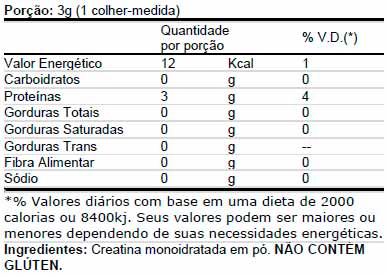 Porção: 3g (1 colher-medida)
Quantidade por porção % V.D.(*)
Valor Energético 12 Kcal 1
Carboidratos 0 g 0
Proteínas 3 g 4
Gorduras Totais 0 g 0
Gorduras Saturadas 0 g 0
Gorduras Trans 0 g --
Fibra Alimentar 0 g 0
Sódio 0 g 0
*% Valores diários com base em uma dieta de 2000
calorias ou 8400kj. Seus valores podem ser maiores ou
menores dependendo de suas necessidades energéticas.
Ingredientes: Creatina monoidratada em pó. NÃO CONTÉM
GLÚTEN.